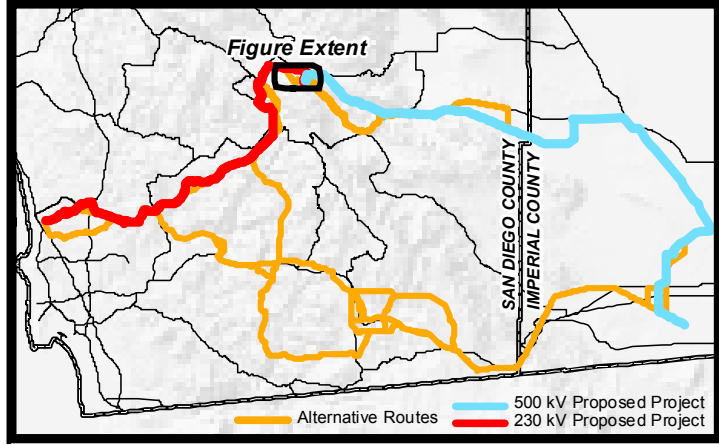 Figure Extent
SAN DIEGO COUNTY
IMPERIAL COUNTY
Alternative Routes
500 kV Proposed Project
230 kV Proposed Project